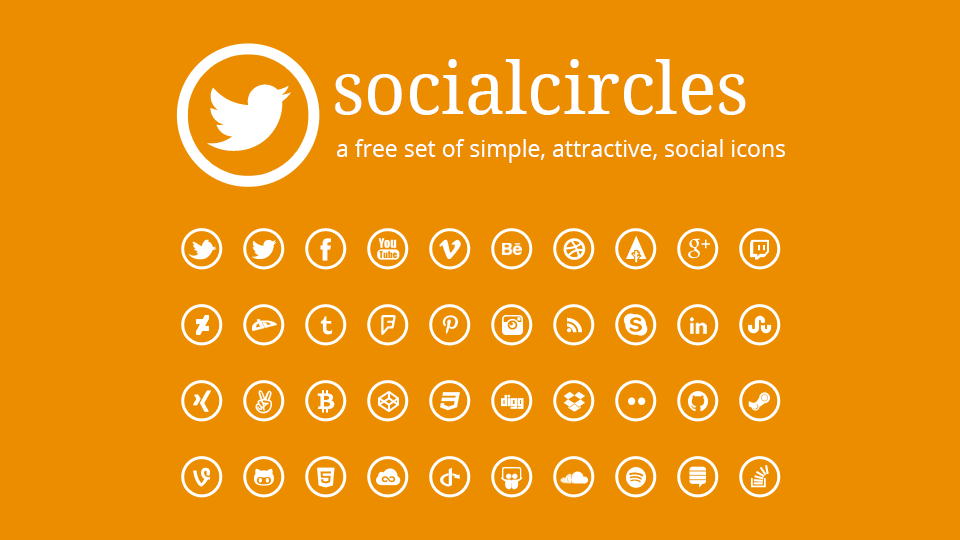 socialcircles
a free set of simple, attractive, social icons
You
Tube
Bē
g+
in
digg